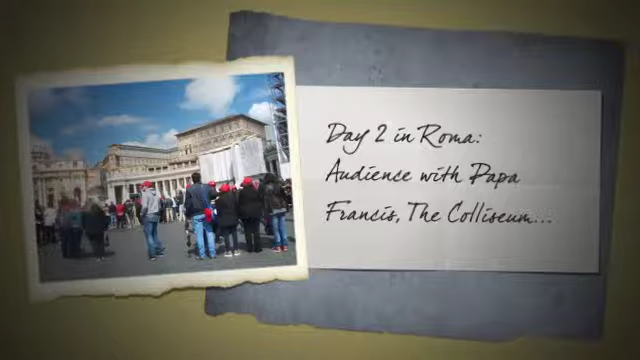 Day 2 in Roma:
Audience with Papa
Francis, The Colliseum...